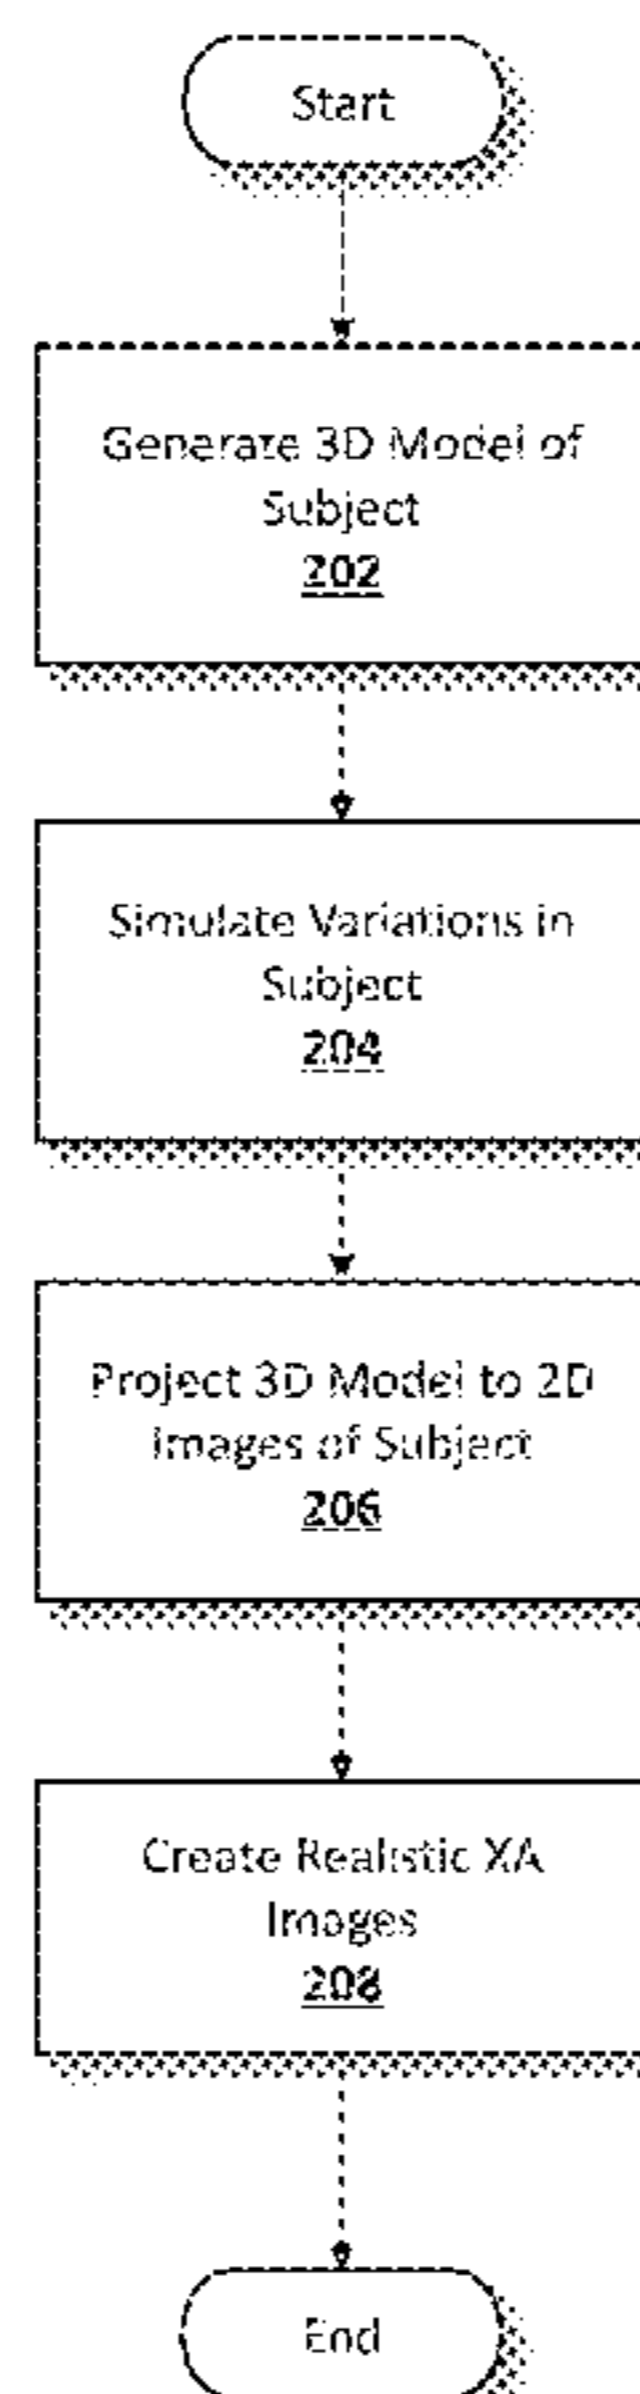 Start
Generate 3D Model of
Subject
202
Simulate Variations in
Subject
204
Project 3D Model to 2D
Images of Subject
206
Create Realistic XA
Images
208
End